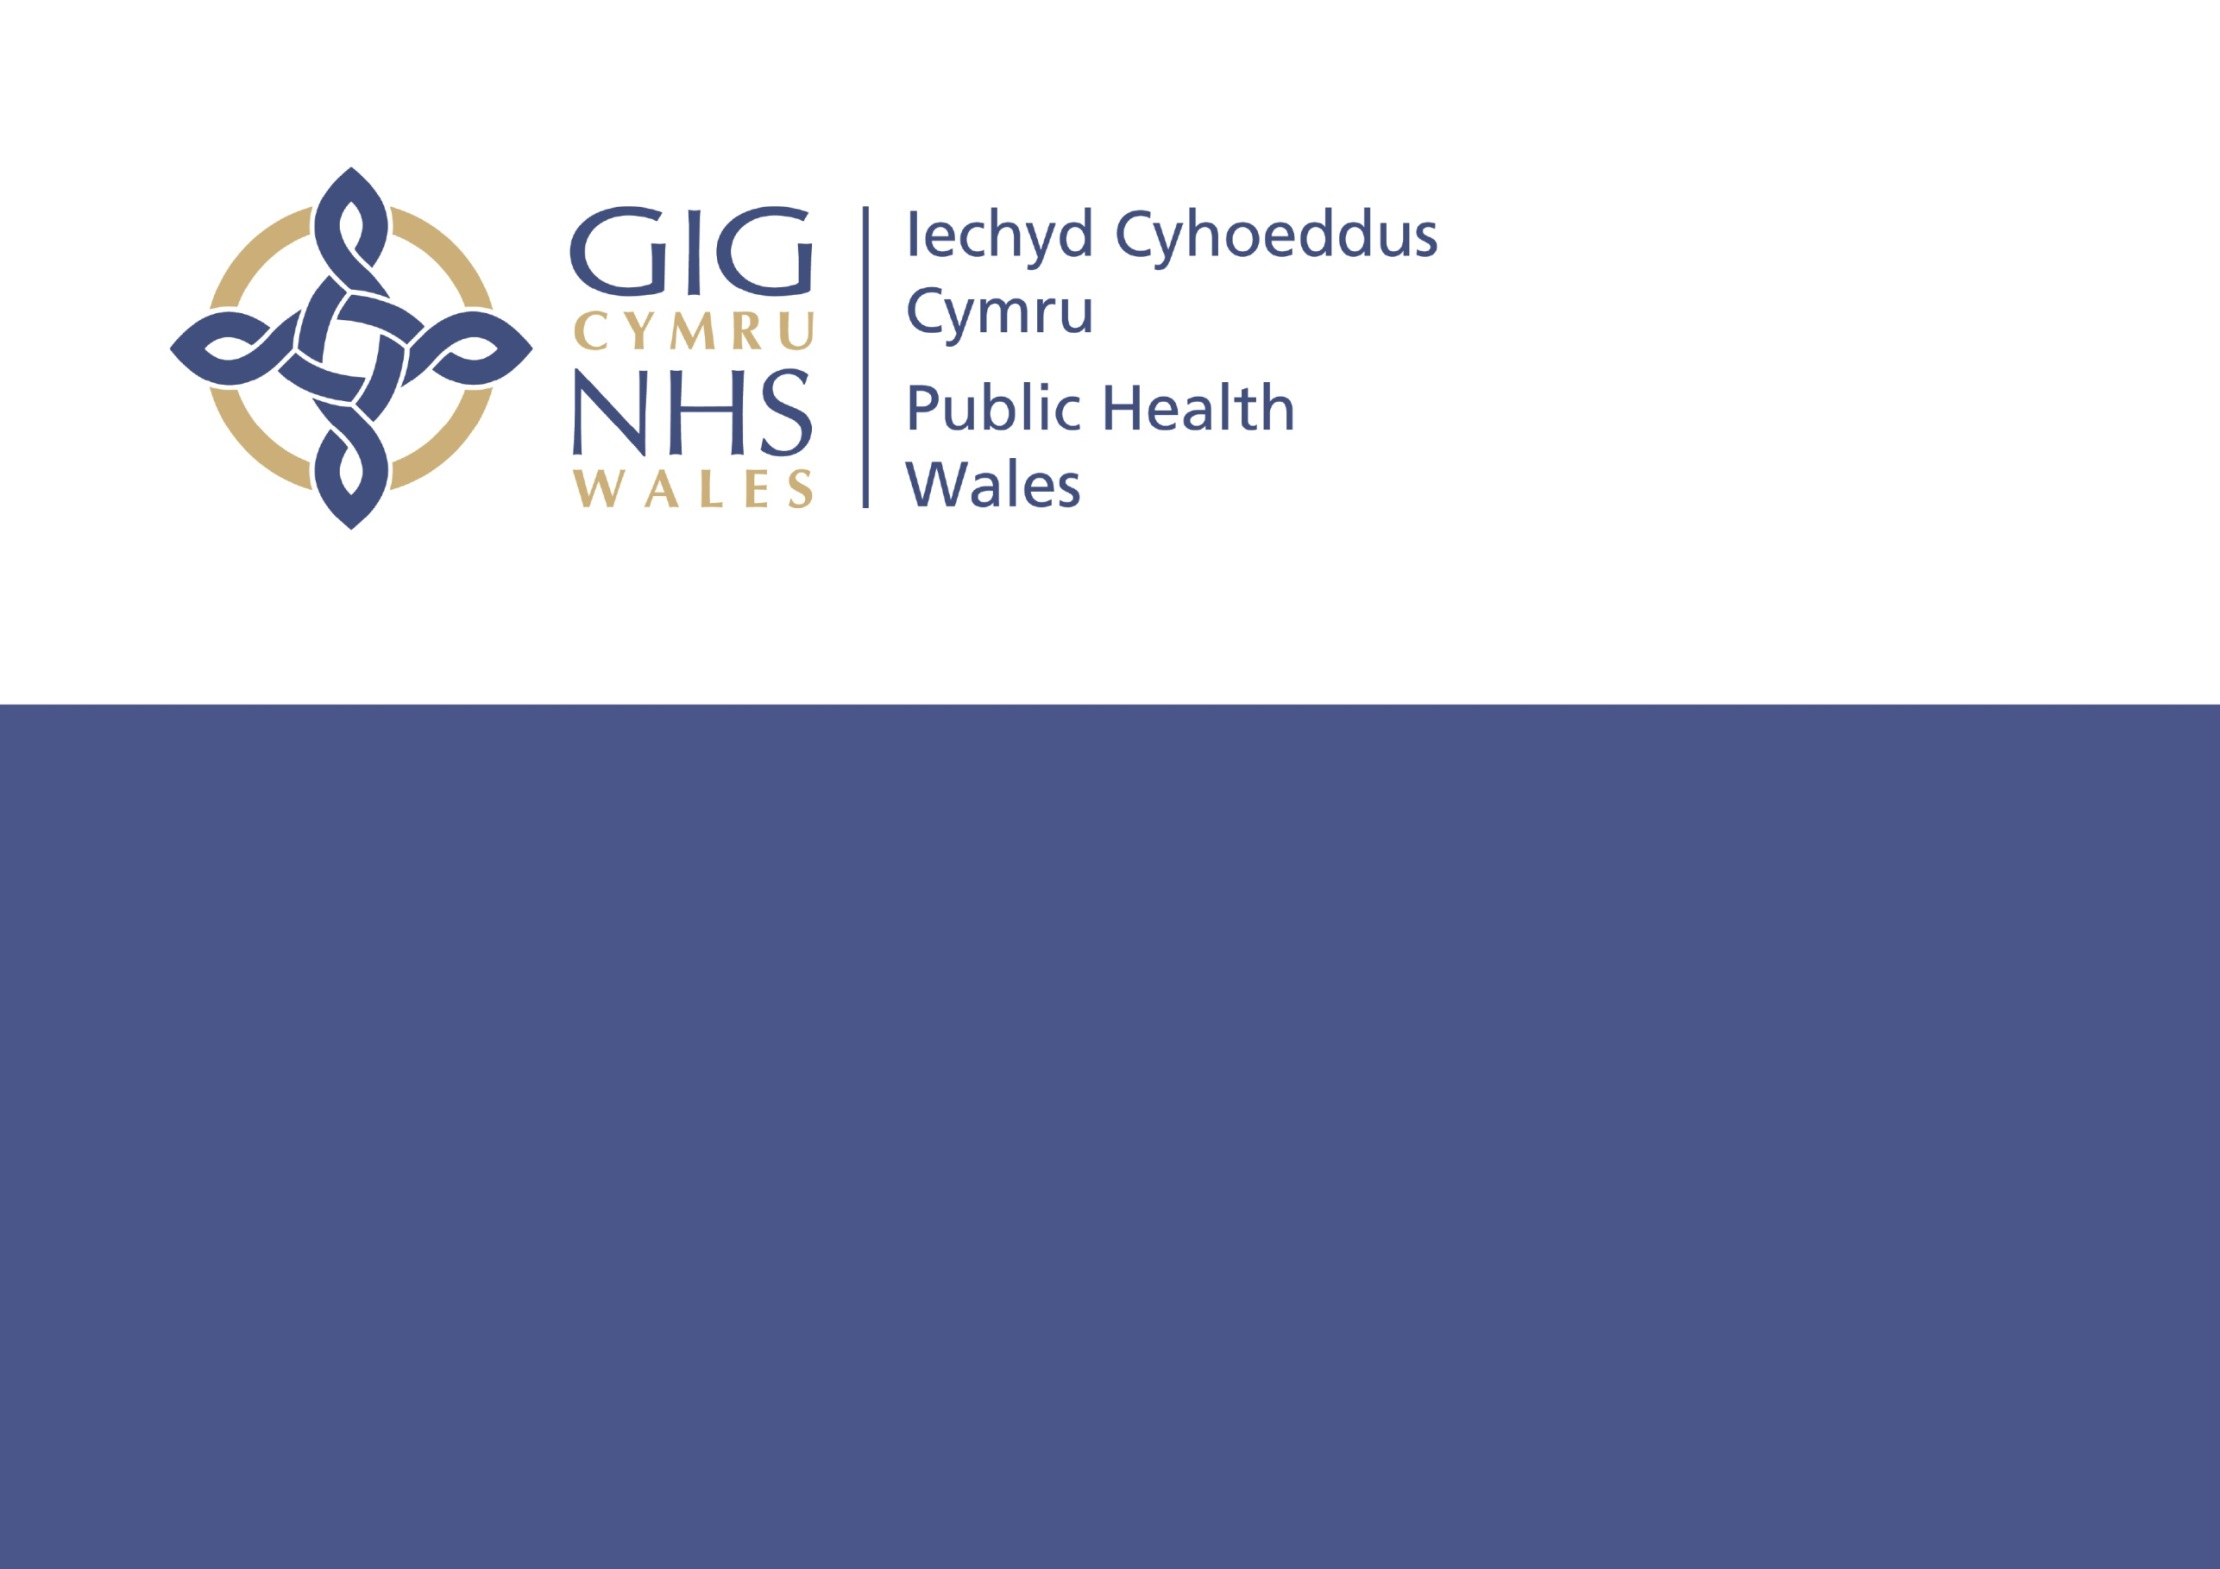 GIG
CYMRU
NHS
WALES
Iechyd Cyhoeddus
Cymru
Public Health
Wales